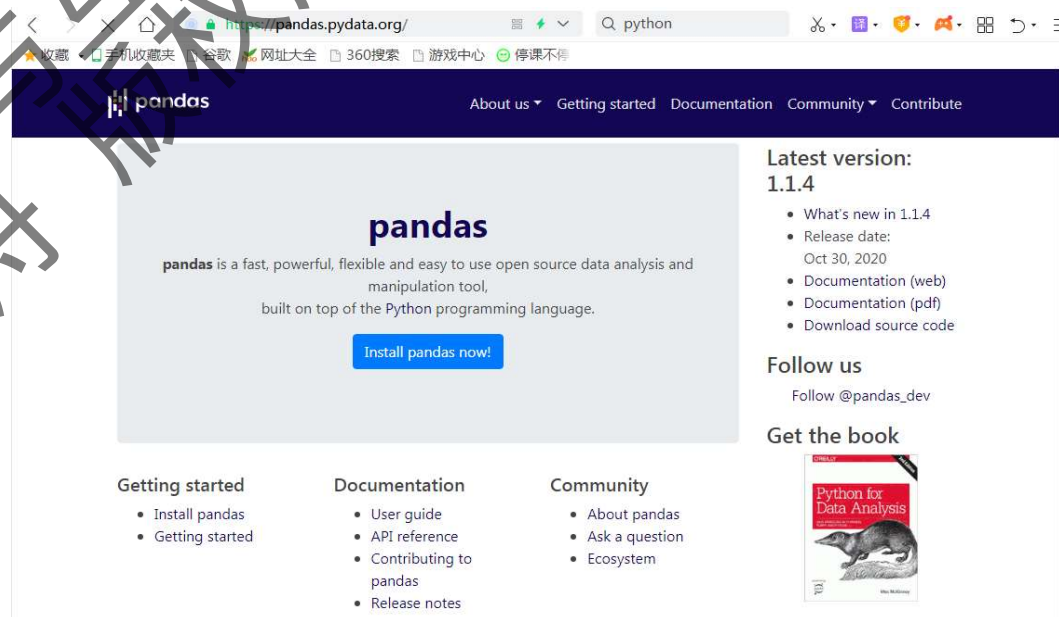 https://pandas.pydata.org/
python
收藏 手机收藏夹 谷歌 网址大全 360搜索 游戏中心 停课不停
pandas
About us Getting started Documentation Community Contribute
pandas
pandas is a fast, powerful, flexible and easy to use open source data analysis and
manipulation tool,
built on top of the Python programming language.
Install pandas now!
Latest version:
1.1.4
What's new in 1.1.4
Release date:
Oct 30, 2020
Documentation (web)
Documentation (pdf)
Download source code
Follow us
Follow @pandas_dev
Get the book
O'REILLY
Python for
Data Analysis
Wes McKinney
Getting started
Install pandas
Getting started
Documentation
User guide
API reference
Contributing to
pandas
Release notes
Community
About pandas
Ask a question
Ecosystem
版权